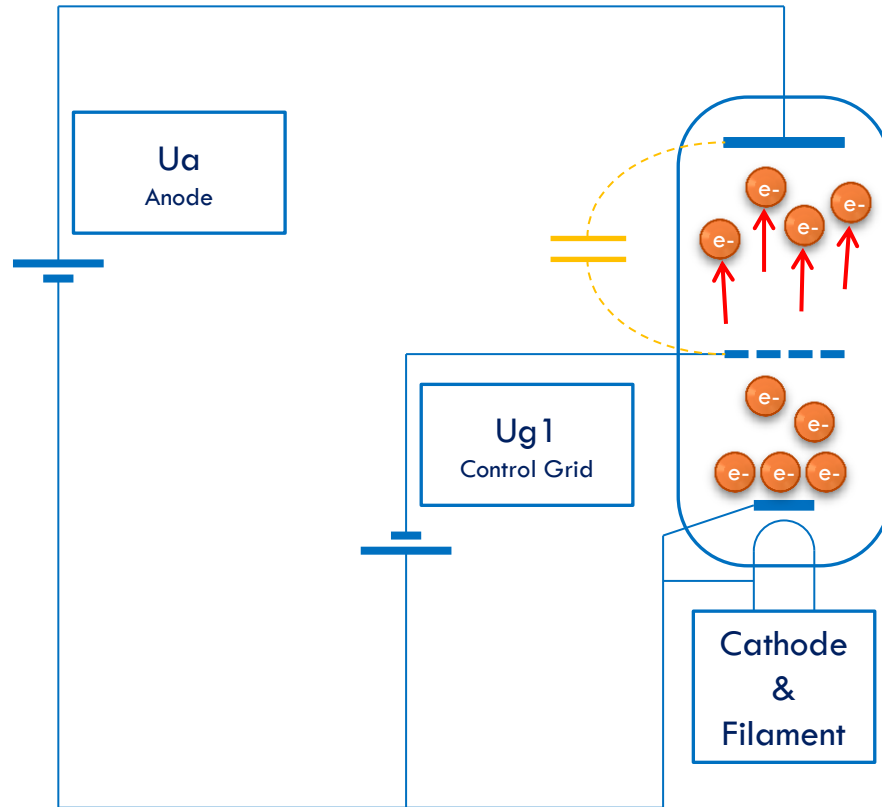 Ua
Anode
e-
e-
e-
e-
Ug1
Control Grid
e-
e-
e-
e-
e-
Cathode
&
Filament